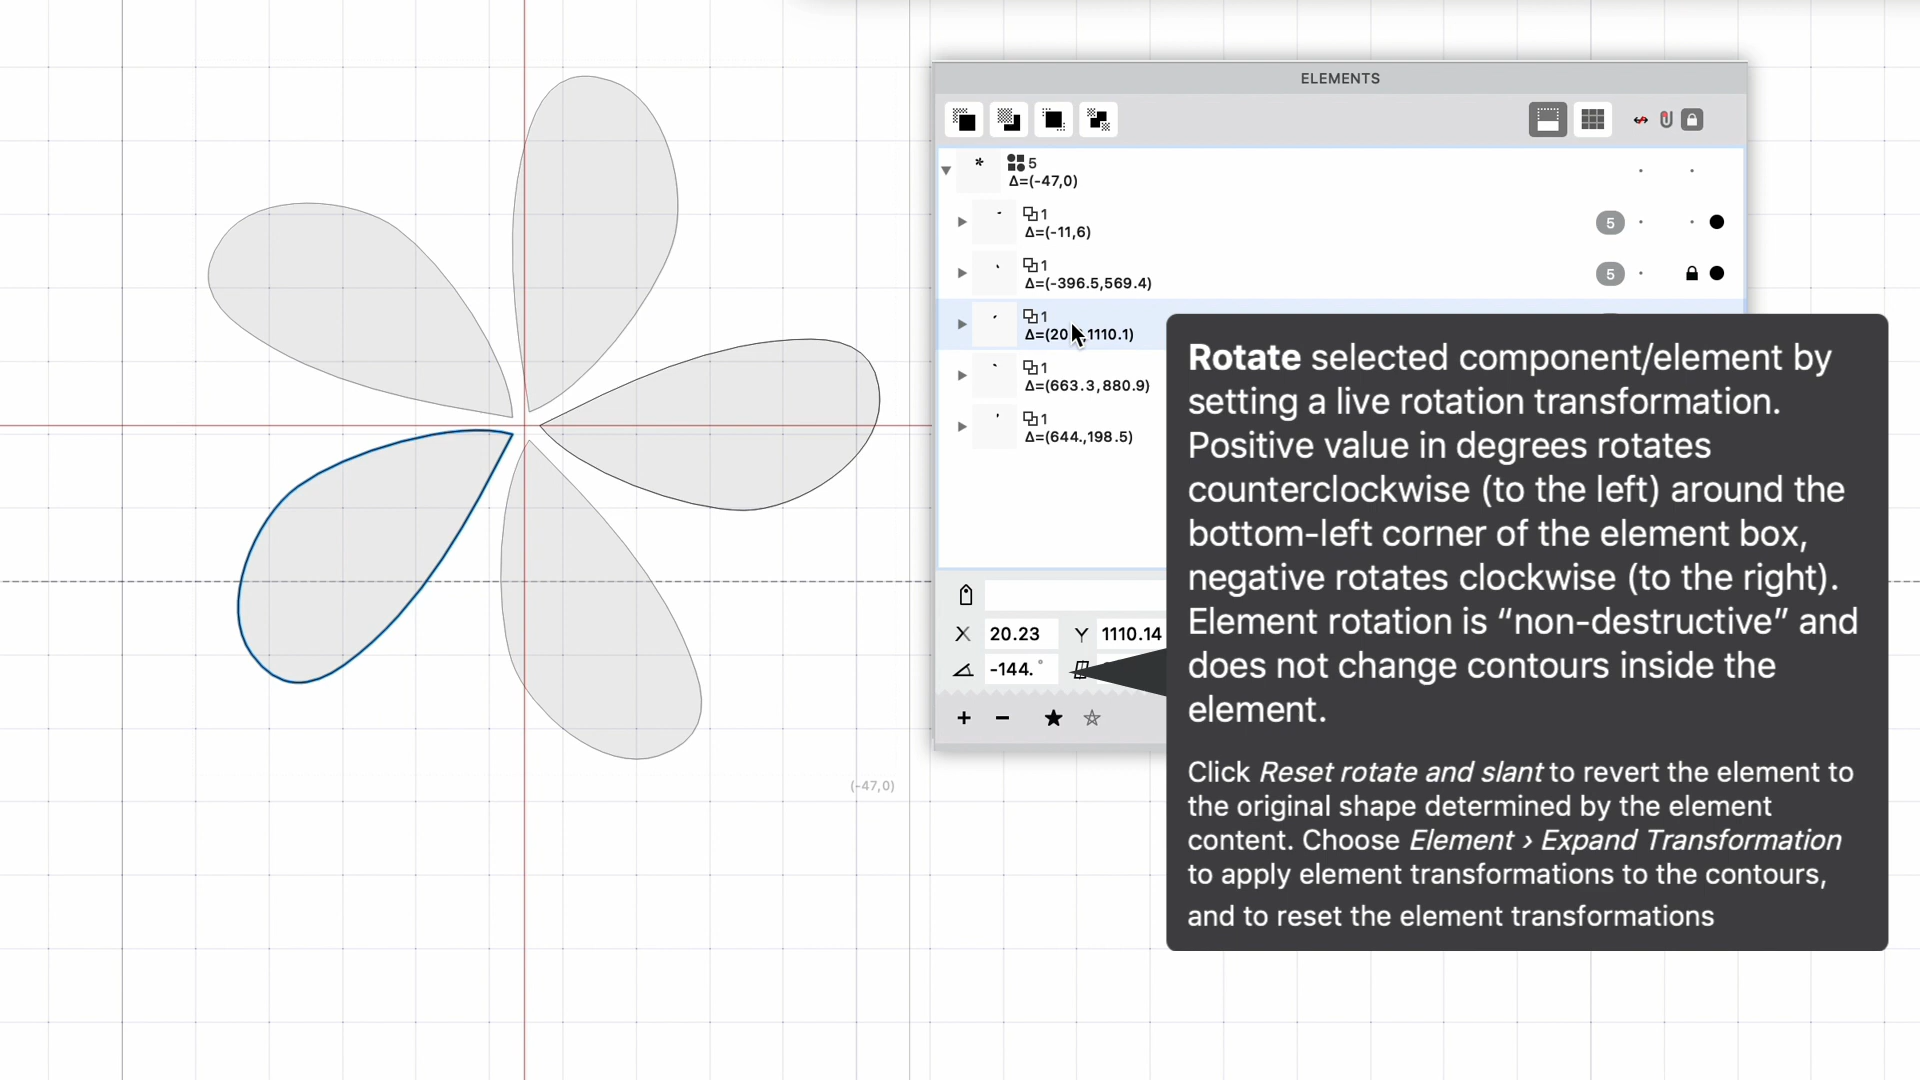 ELEMENTS
5
Δ=(-47,0)
1
Δ=(-11,6)
5
1
Δ=(-396.5,569.4)
5
1
Δ=(20 1110.1)
1
Δ=(663.3,880.9)
1
Δ=(644.,198.5)
X 20.23 Y 1110.14
-144. °
(-47,0)
Rotate selected component/element by
setting a live rotation transformation.
Positive value in degrees rotates
counterclockwise (to the left) around the
bottom-left corner of the element box,
negative rotates clockwise (to the right).
Element rotation is “non-destructive” and
does not change contours inside the
element.
Click Reset rotate and slant to revert the element to
the original shape determined by the element
content. Choose Element › Expand Transformation
to apply element transformations to the contours,
and to reset the element transformations